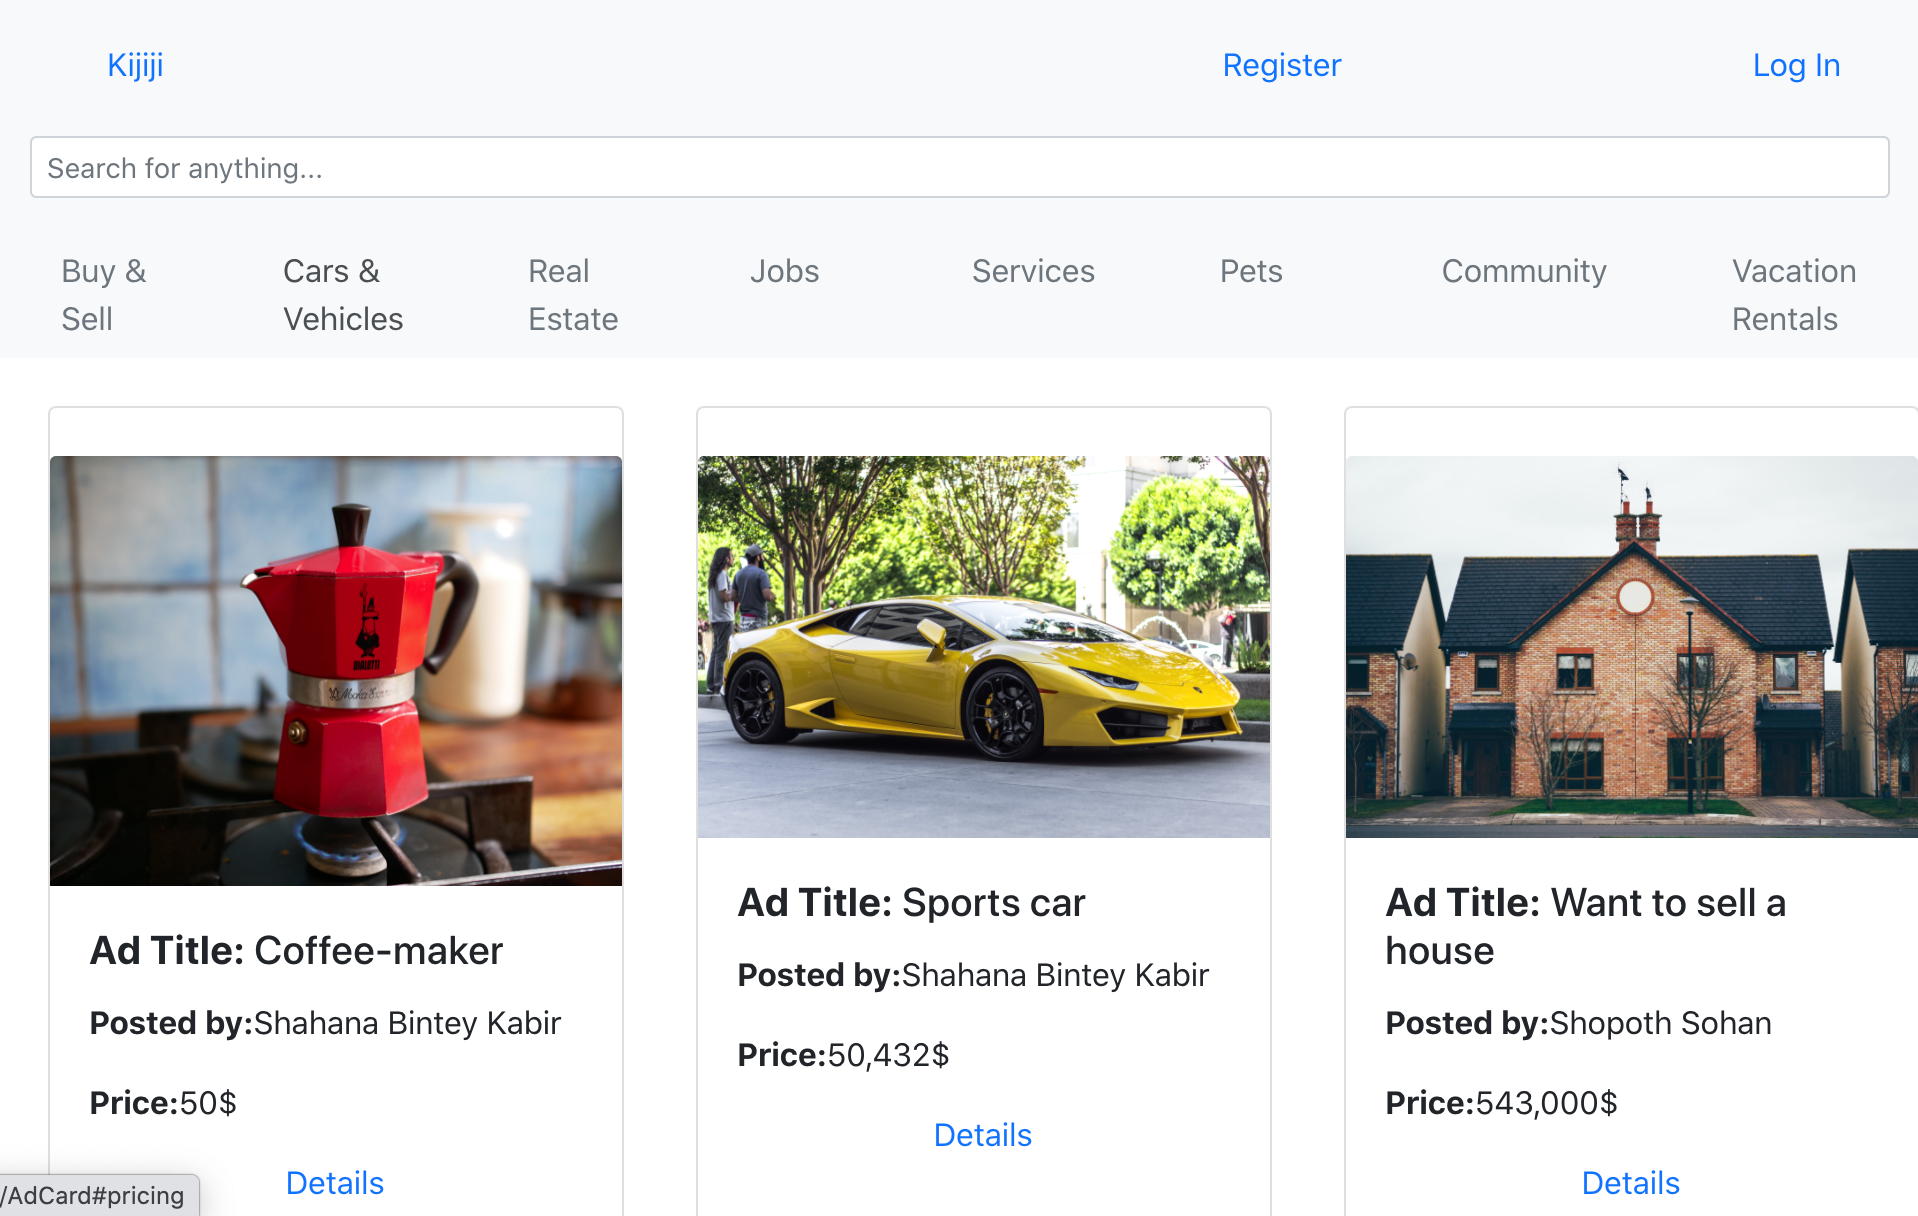 Kijiji
Register
Log In
Search for anything...
Buy &
Sell
Cars &
Vehicles
Real
Estate
Jobs
Services
Pets
Community
Vacation
Rentals
BIALETTI
Moka Express
Ad Title: Coffee-maker
Posted by:Shahana Bintey Kabir
Price:50$
Details
Ad Title: Sports car
Posted by:Shahana Bintey Kabir
Price:50,432$
Details
Ad Title: Want to sell a
house
Posted by:Shopoth Sohan
Price:543,000$
Details
/AdCard#pricing